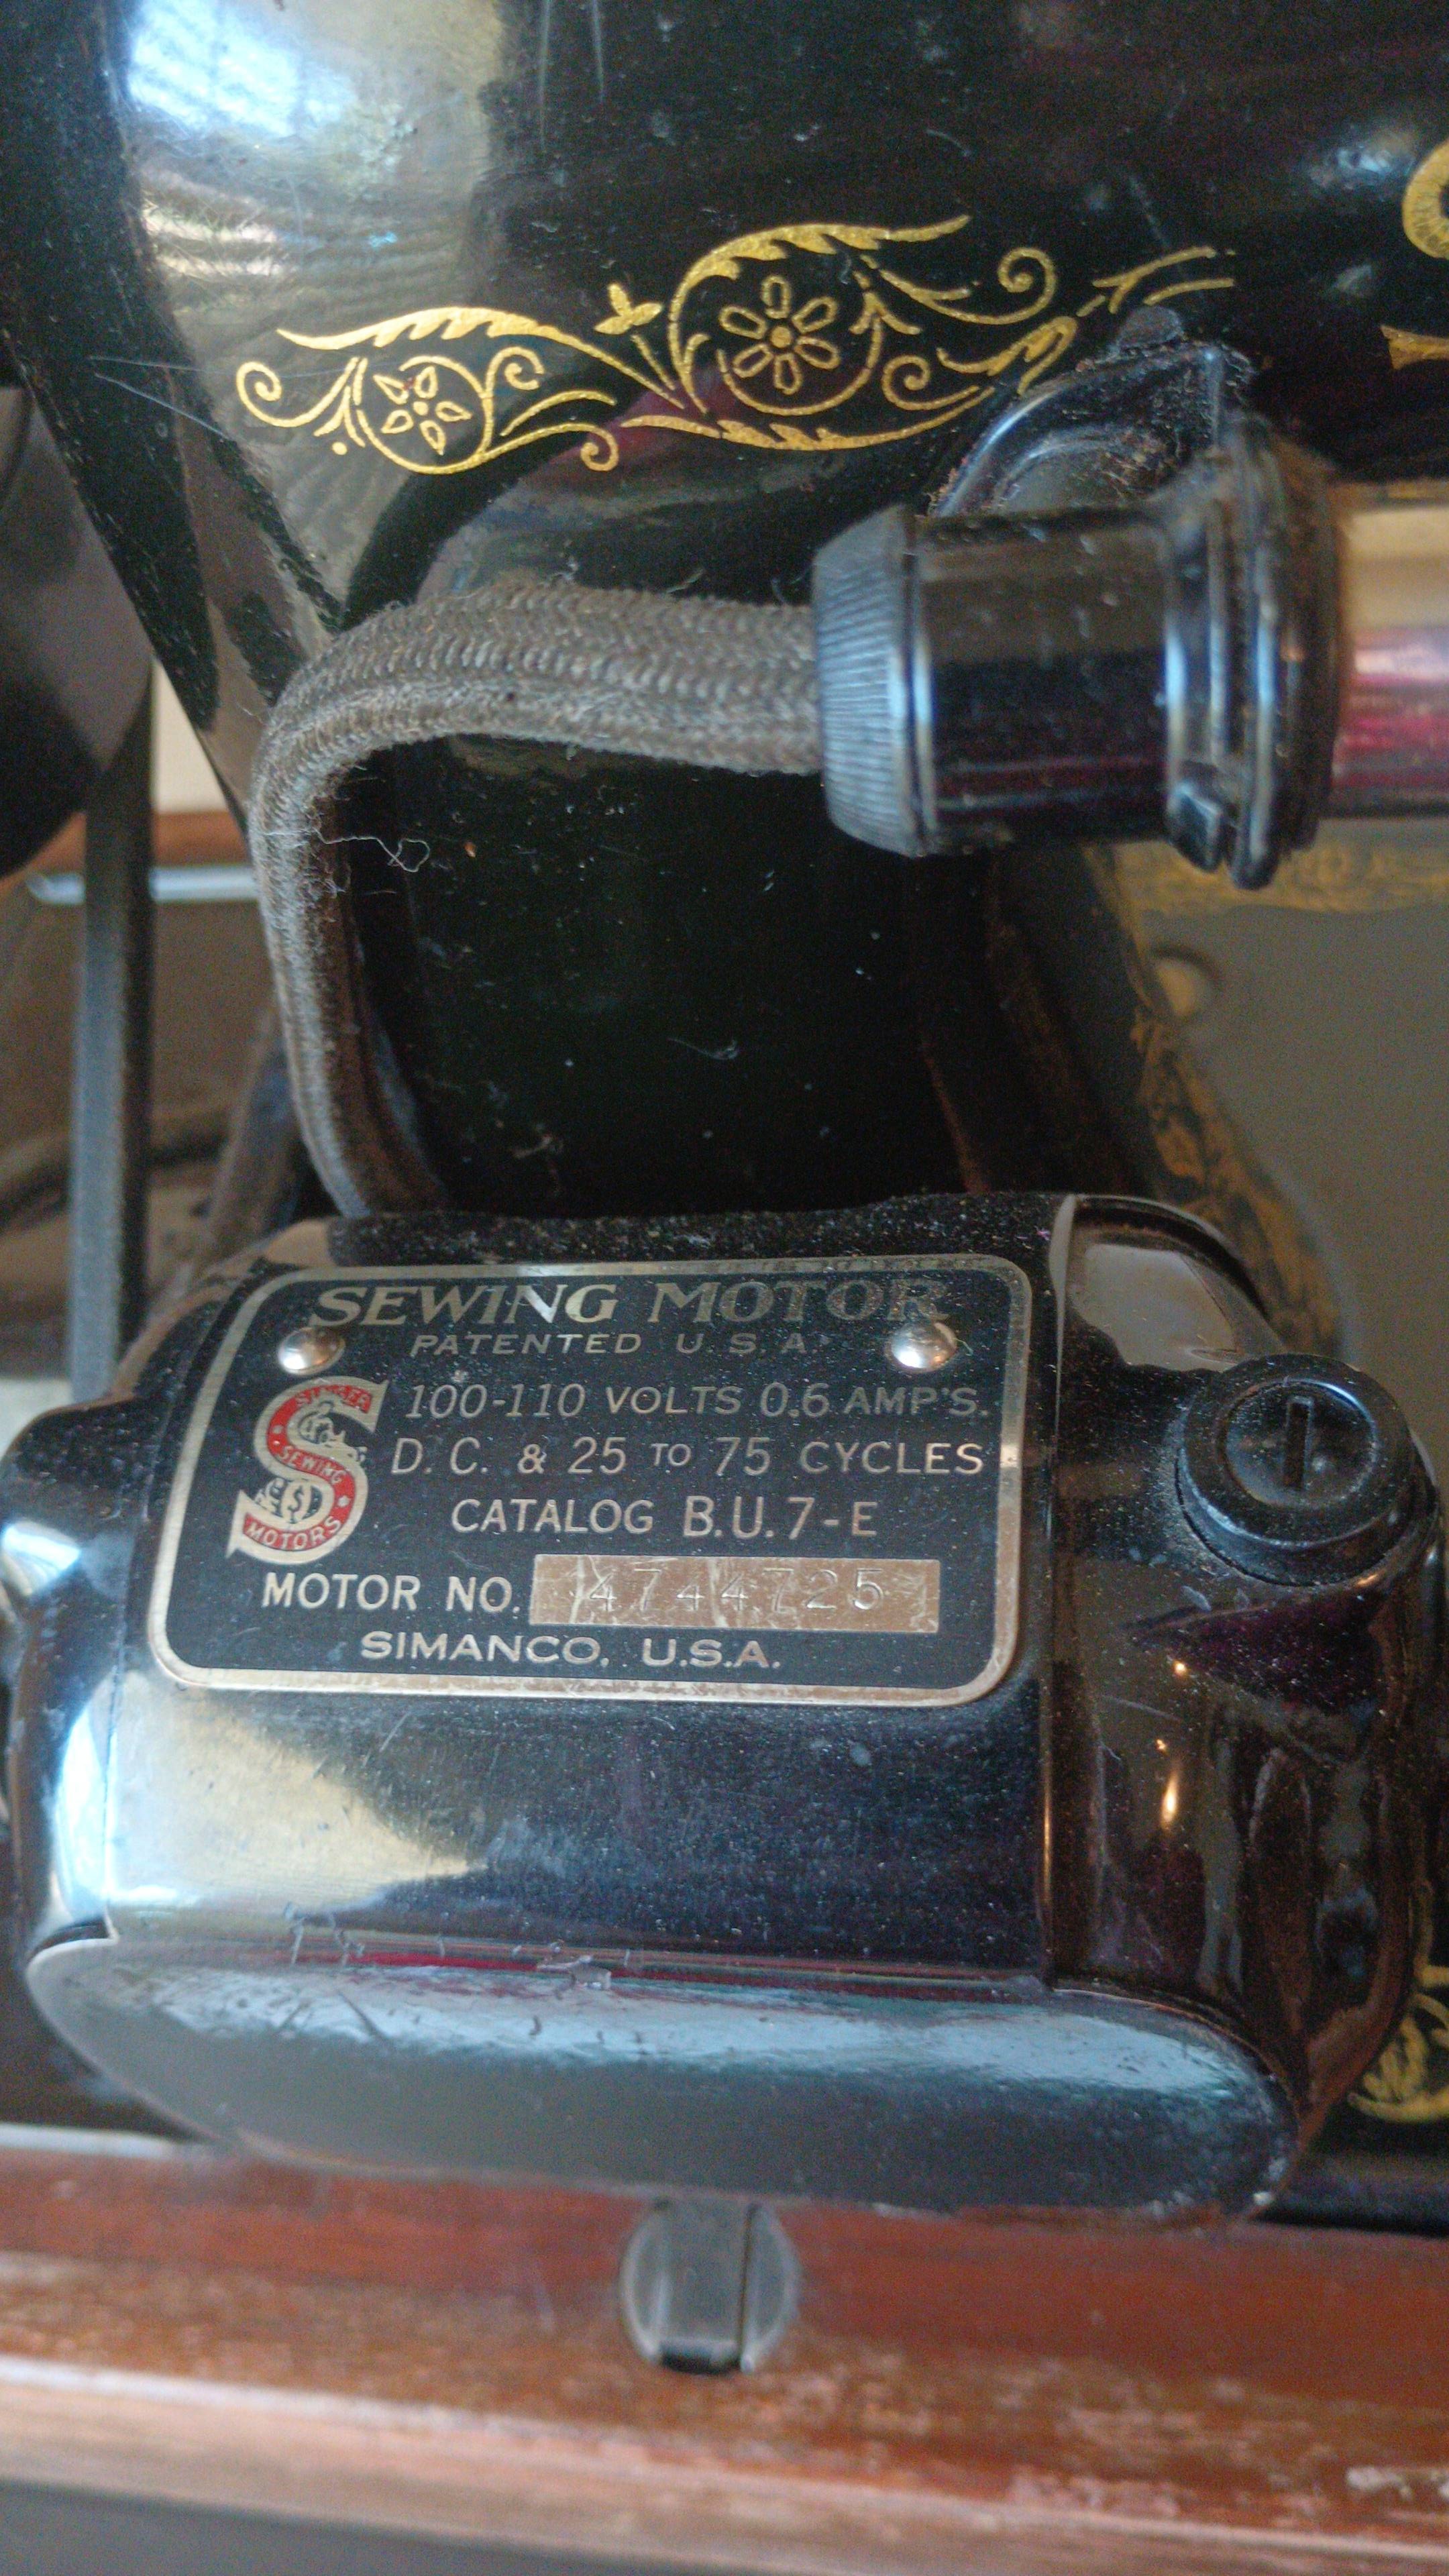 SEWING MOTOR
PATENTED U.S.A.
100-110 VOLTS 0.6 AMP'S.
D.C. & 25 TO 75 CYCLES
CATALOG B.U.7-E
MOTOR NO. 4744725
SIMANCO, U.S.A.
SINGER
SEWING
MOTORS
S